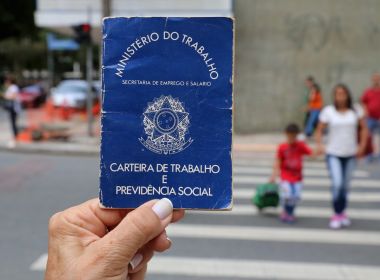 MINISTÉRIO DO TRABALHO
SECRETARIA DE EMPREGO E SALÁRIO
CARTEIRA DE TRABALHO
E
PREVIDÊNCIA SOCIAL